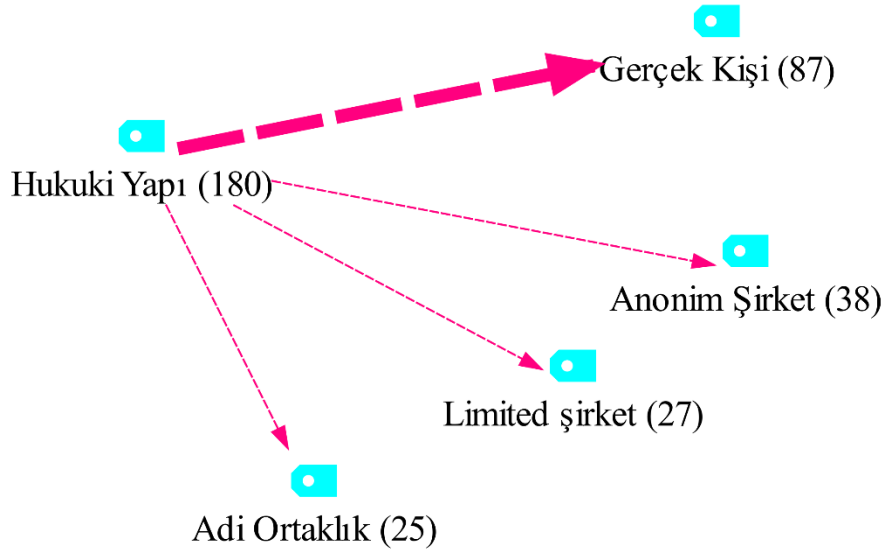 Gerçek Kişi (87)
Hukuki Yapı (180)
Anonim Şirket (38)
Limited şirket (27)
Adi Ortaklık (25)